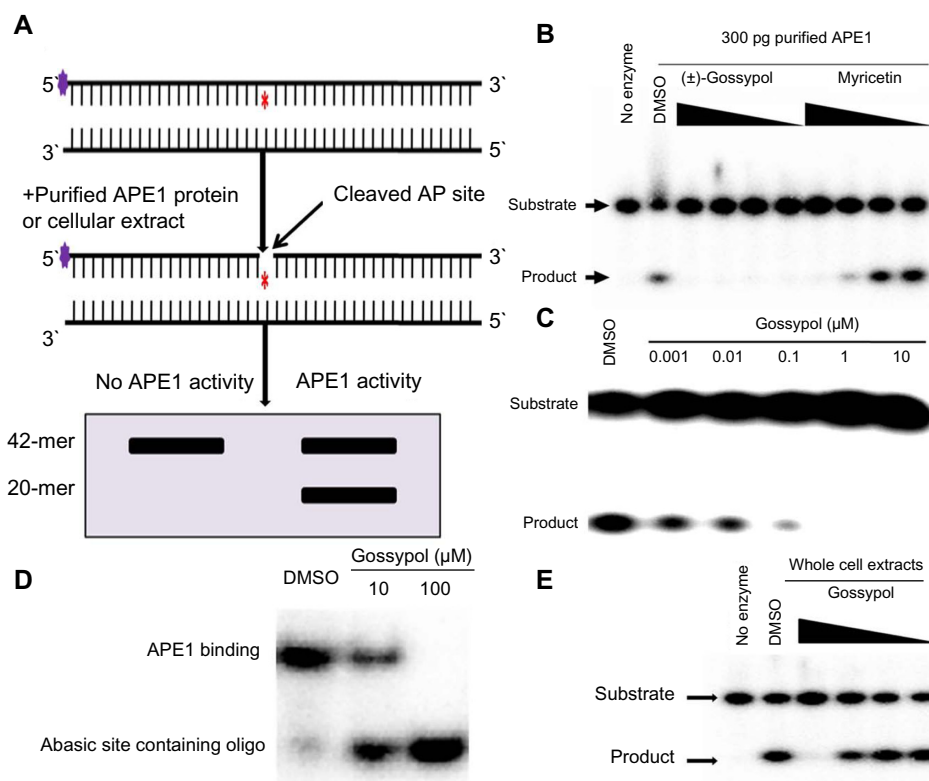 A
5`
3`
3`
5`
+Purified APE1 protein
or cellular extract
Cleaved AP site
5`
3`
3`
5`
No APE1 activity
APE1 activity
42-mer
20-mer
B
300 pg purified APE1
No enzyme
DMSO
(±)-Gossypol
Myricetin
Substrate
Product
C
DMSO
Gossypol (µM)
0.001 0.01 0.1 1 10
Substrate
Product
D
DMSO
Gossypol (µM)
10 100
APE1 binding
Abasic site containing oligo
E
No enzyme
DMSO
Whole cell extracts
Gossypol
Substrate
Product